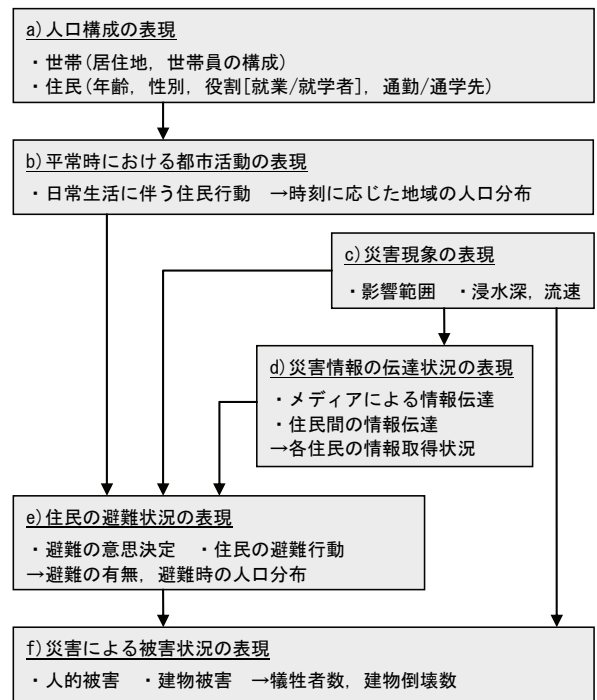 a)人口構成の表現
・世帯(居住地，世帯員の構成)
・住民(年齢，性別，役割[就業/就学者]，通勤/通学先)
b)平常時における都市活動の表現
・日常生活に伴う住民行動　→時刻に応じた地域の人口分布
c)災害現象の表現
・影響範囲　・浸水深，流速
d)災害情報の伝達状況の表現
・メディアによる情報伝達
・住民間の情報伝達
→各住民の情報取得状況
e)住民の避難状況の表現
・避難の意思決定　・住民の避難行動
→避難の有無，避難時の人口分布
f)災害による被害状況の表現
・人的被害　・建物被害　→犠牲者数，建物倒壊数